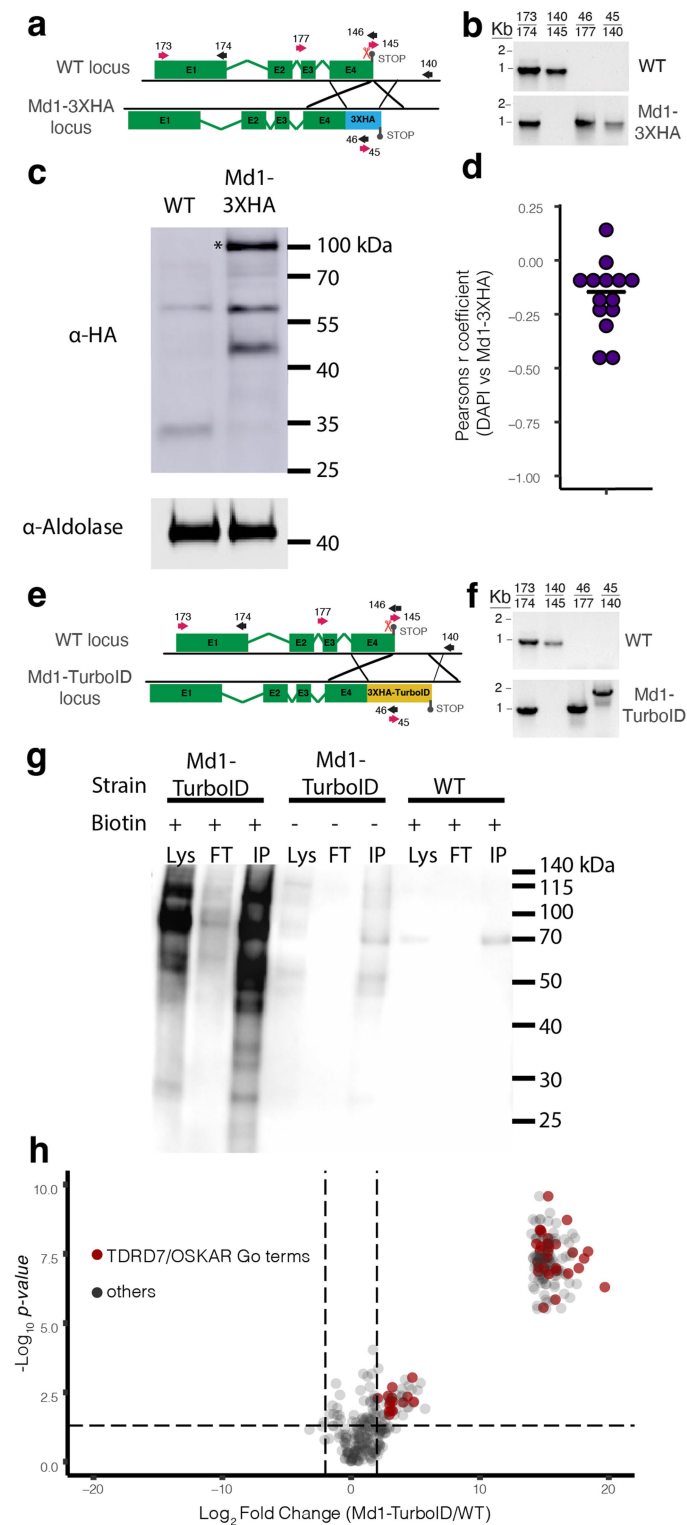 a
173
174
177
146
145
STOP
140
WT locus
E1
E2
E3
E4
Md1-3XHA
locus
E1
E2
E3
E4
3XHA
STOP
46
45
b
Kb
173
174
140
145
46
177
45
140
2-
1-
WT
2-
1-
Md1-
3XHA
c
WT
Md1-
3XHA
*
100 kDa
70
55
40
35
25
α-HA
α-Aldolase
40
d
Pearsons r coefficient
(DAPI vs Md1-3XHA)
0.25
0.00
−0.25
−0.50
−0.75
−1.00
e
173
174
177
146
145
STOP
140
WT locus
E1
E2
E3
E4
Md1-TurboID
locus
E1
E2
E3
E4
3XHA-TurboID
STOP
46
45
f
Kb
173
174
140
145
46
177
45
140
2-
1-
WT
2-
1-
Md1-
TurboID
g
Strain
Md1-
TurboID
Md1-
TurboID
WT
Biotin + + + - - - + + +
Lys FT IP Lys FT IP Lys FT IP
140 kDa
115
100
70
50
40
30
25
h
-Log10 p-value
10.0
7.5
5.0
2.5
0.0
TDRD7/OSKAR Go terms
others
−20 −10 0 10 20
Log2 Fold Change (Md1-TurboID/WT)